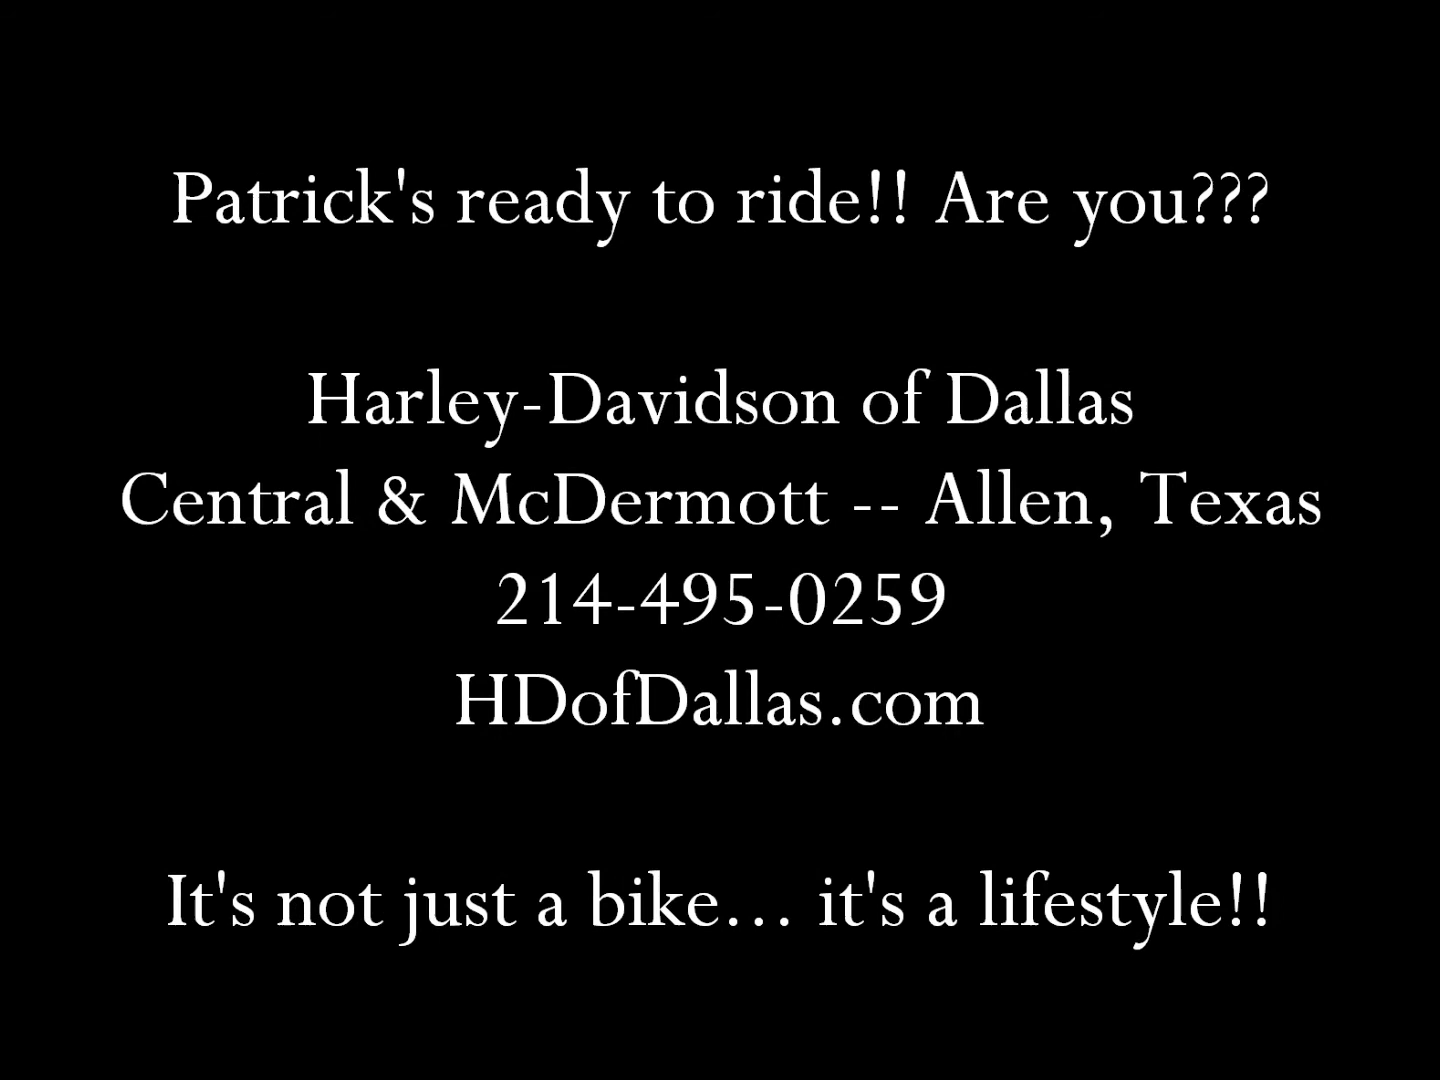 Patrick's ready to ride!! Are you???
Harley-Davidson of Dallas
Central & McDermott -- Allen, Texas
214-495-0259
HDofDallas.com
It's not just a bike... it's a lifestyle!!